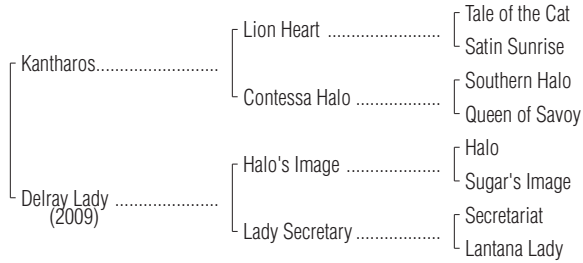 Tale of the Cat
Lion Heart ......................
Satin Sunrise
Kantharos........................
Southern Halo
Contessa Halo ................
Queen of Savoy
Halo
Halo's Image ..................
Sugar's Image
Delray Lady ....................
(2009)
Secretariat
Lady Secretary ................
Lantana Lady